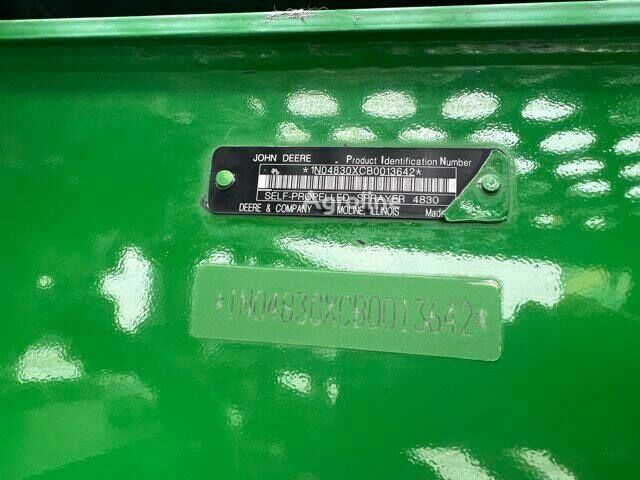 JOHN DEERE Product Identification Number
*1N04830XCB0013642*
SELF-PROPELLED SPRAYER 4830
DEERE & COMPANY MOLINE, ILLINOIS Made
*1N04830XCB0013642*